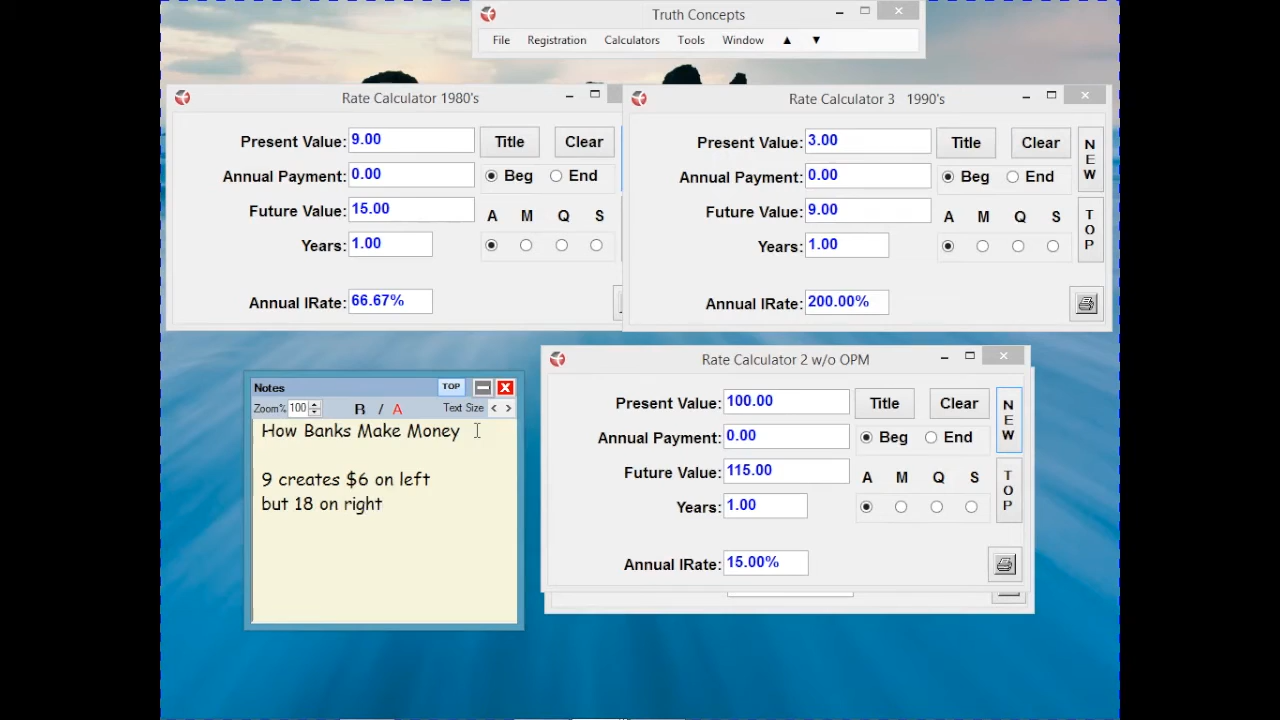 Truth Concepts
File Registration Calculators Tools Window ▲ ▼
Rate Calculator 1980's
Present Value: 9.00 Title Clear
Annual Payment: 0.00 Beg End
Future Value: 15.00 A M Q S
Years: 1.00
Annual IRate: 66.67%
Rate Calculator 3 1990's
Present Value: 3.00 Title Clear NEW
Annual Payment: 0.00 Beg End
Future Value: 9.00 A M Q S TOP
Years: 1.00
Annual IRate: 200.00%
Rate Calculator 2 w/o OPM
Present Value: 100.00 Title Clear NEW
Annual Payment: 0.00 Beg End
Future Value: 115.00 A M Q S TOP
Years: 1.00
Annual IRate: 15.00%
Notes TOP
Zoom% 100 B / A Text Size < >
How Banks Make Money
9 creates $6 on left
but 18 on right